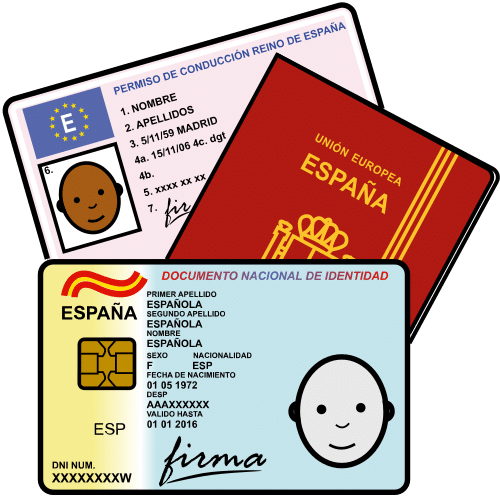 PERMISO DE CONDUCCIÓN REINO DE ESPAÑA
E
1. NOMBRE
2. APELLIDOS
3. 5/11/59 MADRID
4a. 15/11/06 4c. dgt
4b.
5. xxxx xx xx
6.
7. firma
UNIÓN EUROPEA
ESPAÑA
DOCUMENTO NACIONAL DE IDENTIDAD
ESPAÑA
PRIMER APELLIDO
ESPAÑOLA
SEGUNDO APELLIDO
ESPAÑOLA
NOMBRE
ESPAÑOLA
SEXO NACIONALIDAD
F ESP
FECHA DE NACIMIENTO
01 05 1972
DESP
AAAXXXXXX
VALIDO HASTA
01 01 2016
ESP
DNI NUM.
XXXXXXXXW
firma